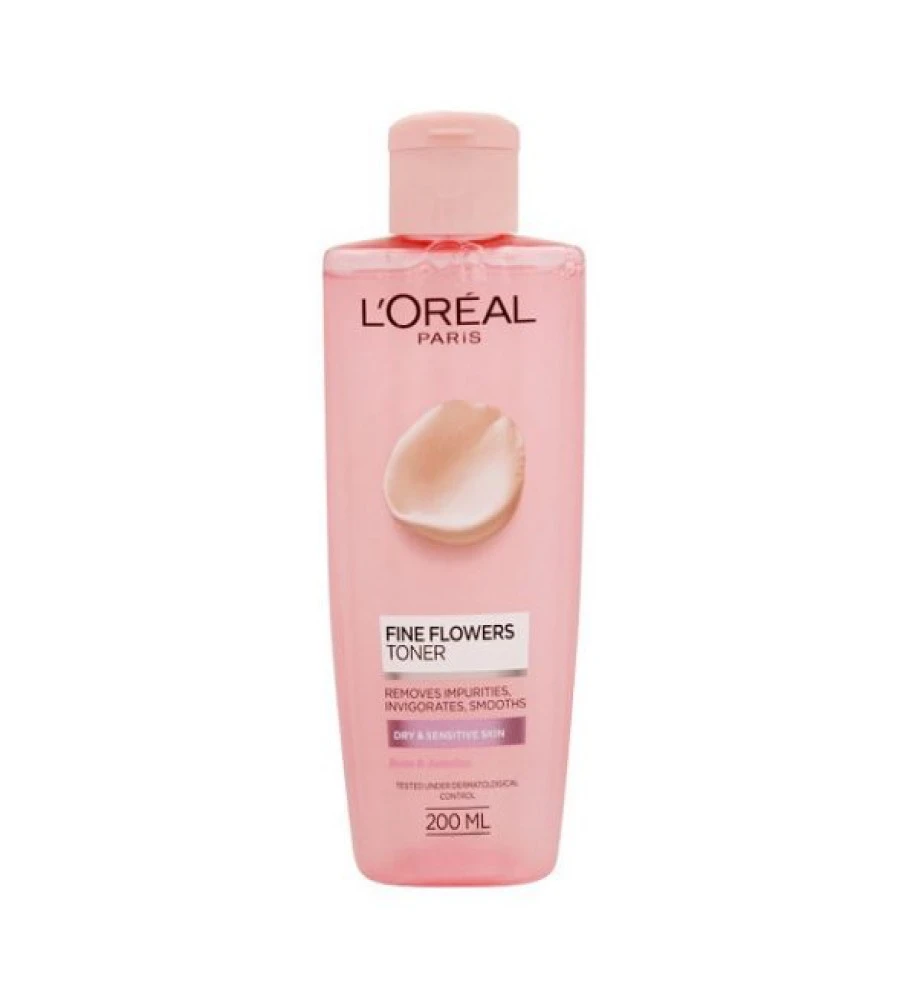 L'ORÉAL
PARiS
FINE FLOWERS
TONER
REMOVES IMPURITIES,
INVIGORATES, SMOOTHS
DRY & SENSITIVE SKIN
TESTED UNDER DERMATOLOGICAL
CONTROL
200 ML